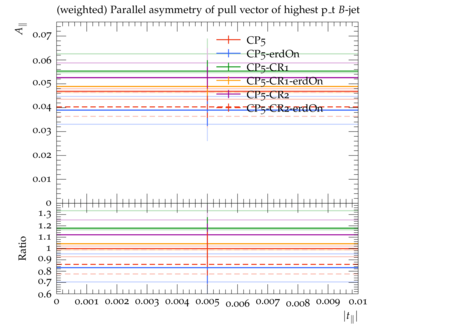 (weighted) Parallel asymmetry of pull vector of highest p_t B-jet
A∥
0.07
0.06
0.05
0.04
0.03
0.02
0.01
0
CP5
CP5-erdOn
CP5-CR1
CP5-CR1-erdOn
CP5-CR2
CP5-CR2-erdOn
Ratio
1.3
1.2
1.1
1
0.9
0.8
0.7
0.6
0 0.001 0.002 0.003 0.004 0.005 0.006 0.007 0.008 0.009 0.01
|t∥|